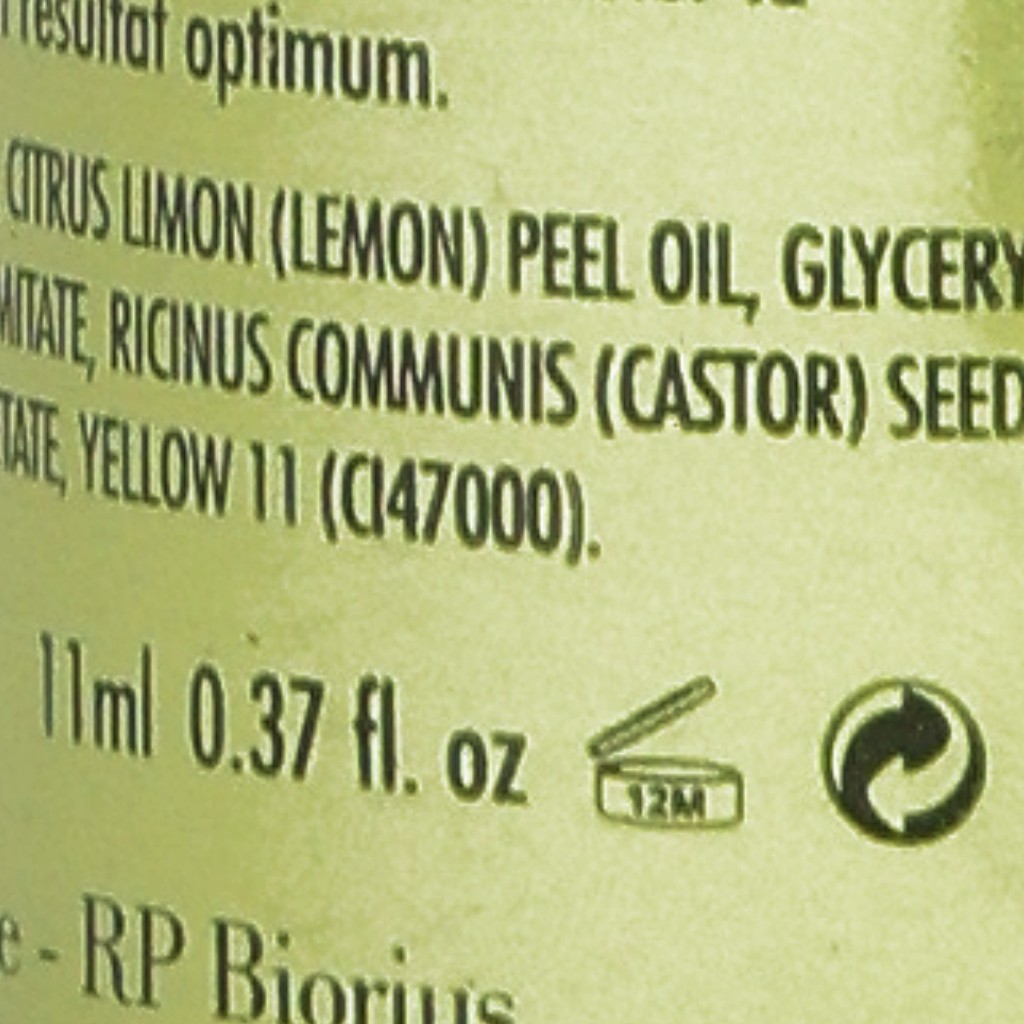 résultat optimum.
CITRUS LIMON (LEMON) PEEL OIL, GLYCERY
MITATE, RICINUS COMMUNIS (CASTOR) SEED
TATE, YELLOW 11 (CI47000).
11ml 0.37 fl. oz 12M
e - RP Biorius